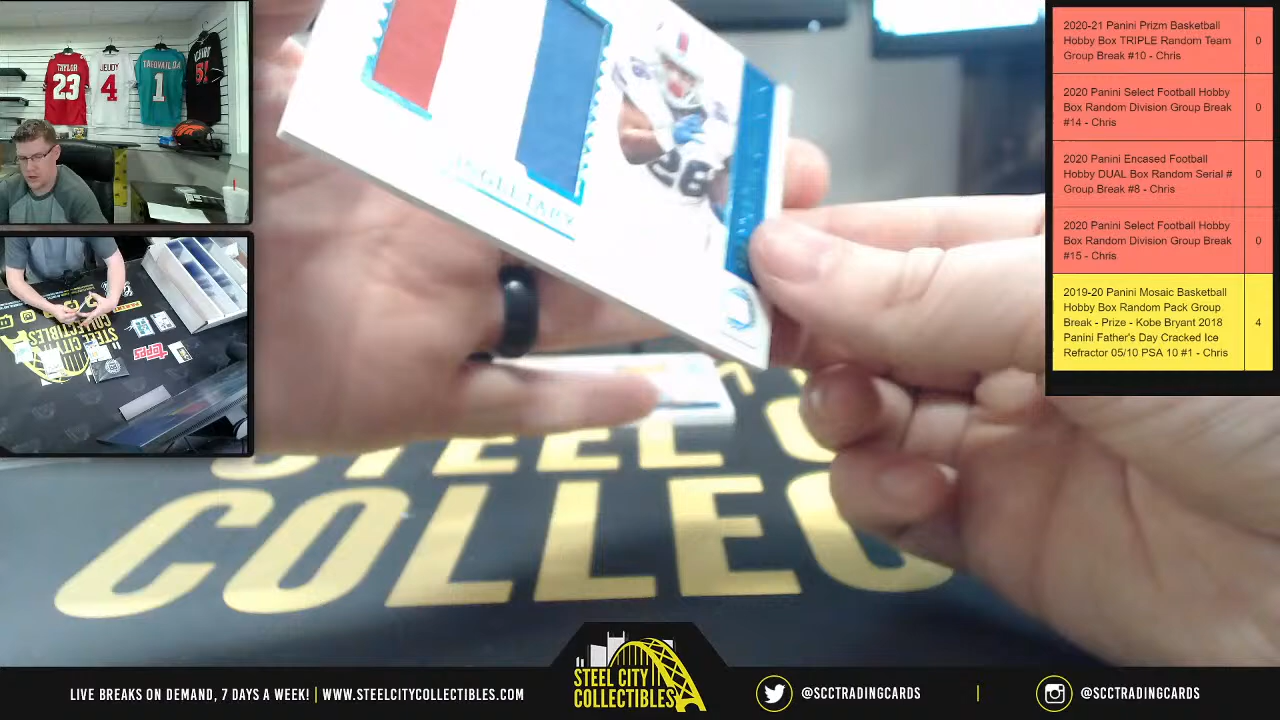 TAYLOR
23
JEUDY
4
TAGOVAILOA
1
2020-21 Panini Prizm Basketball
Hobby Box TRIPLE Random Team
Group Break #10 - Chris
0
2020 Panini Select Football Hobby
Box Random Division Group Break
#14 - Chris
0
2020 Panini Encased Football
Hobby DUAL Box Random Serial #
Group Break #8 - Chris
0
2020 Panini Select Football Hobby
Box Random Division Group Break
#15 - Chris
0
2019-20 Panini Mosaic Basketball
Hobby Box Random Pack Group
Break - Prize - Kobe Bryant 2018
Panini Father's Day Cracked Ice
Refractor 05/10 PSA 10 #1 - Chris
4
SINGLETARY
26
topps
STEEL C
COLLEC
LIVE BREAKS ON DEMAND, 7 DAYS A WEEK! | WWW.STEELCITYCOLLECTIBLES.COM
STEEL CITY
COLLECTIBLES
@SCCTRADINGCARDS
@SCCTRADINGCARDS